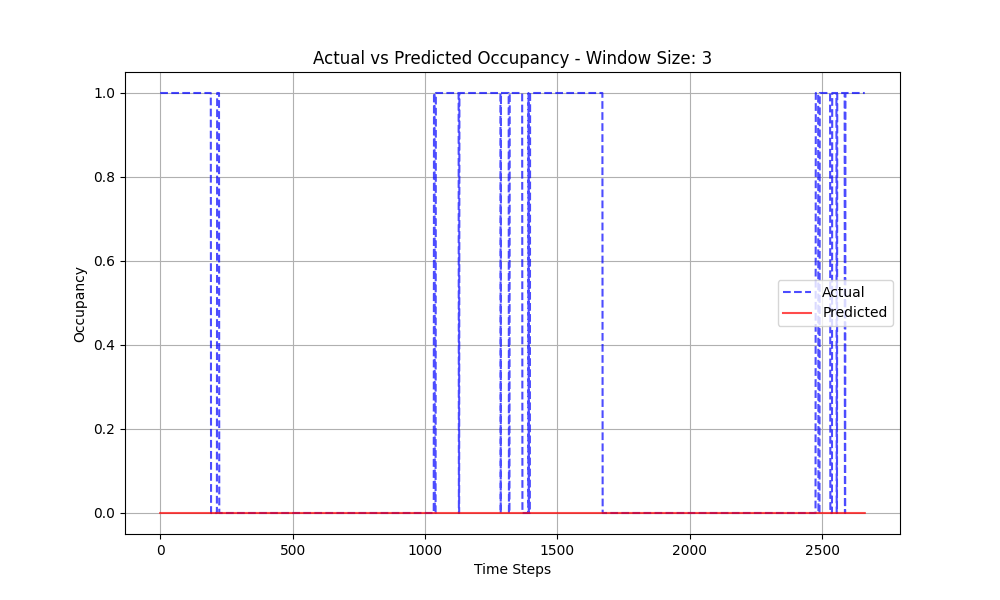 Actual vs Predicted Occupancy - Window Size: 3
1.0
0.8
0.6
0.4
0.2
0.0
Occupancy
Actual
Predicted
0
500
1000
1500
2000
2500
Time Steps